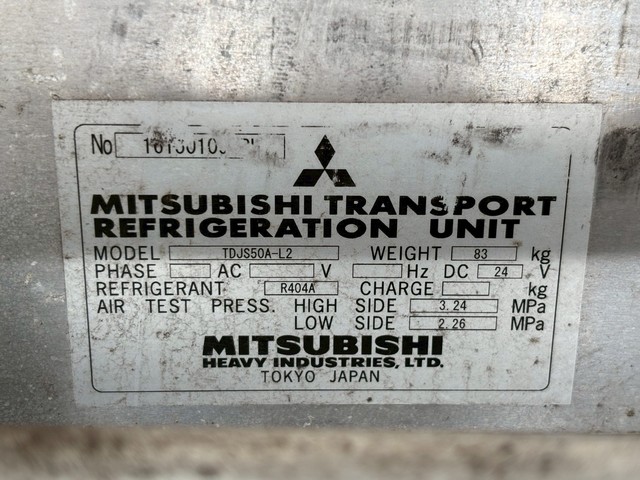 No
MITSUBISHI TRANSPORT
REFRIGERATION UNIT
MODEL TDJS50A-L2 WEIGHT 83 kg
PHASE AC V Hz DC 24 V
REFRIGERANT R404A CHARGE kg
AIR TEST PRESS. HIGH SIDE 3.24 MPa
LOW SIDE 2.26 MPa
MITSUBISHI
HEAVY INDUSTRIES, LTD.
TOKYO JAPAN